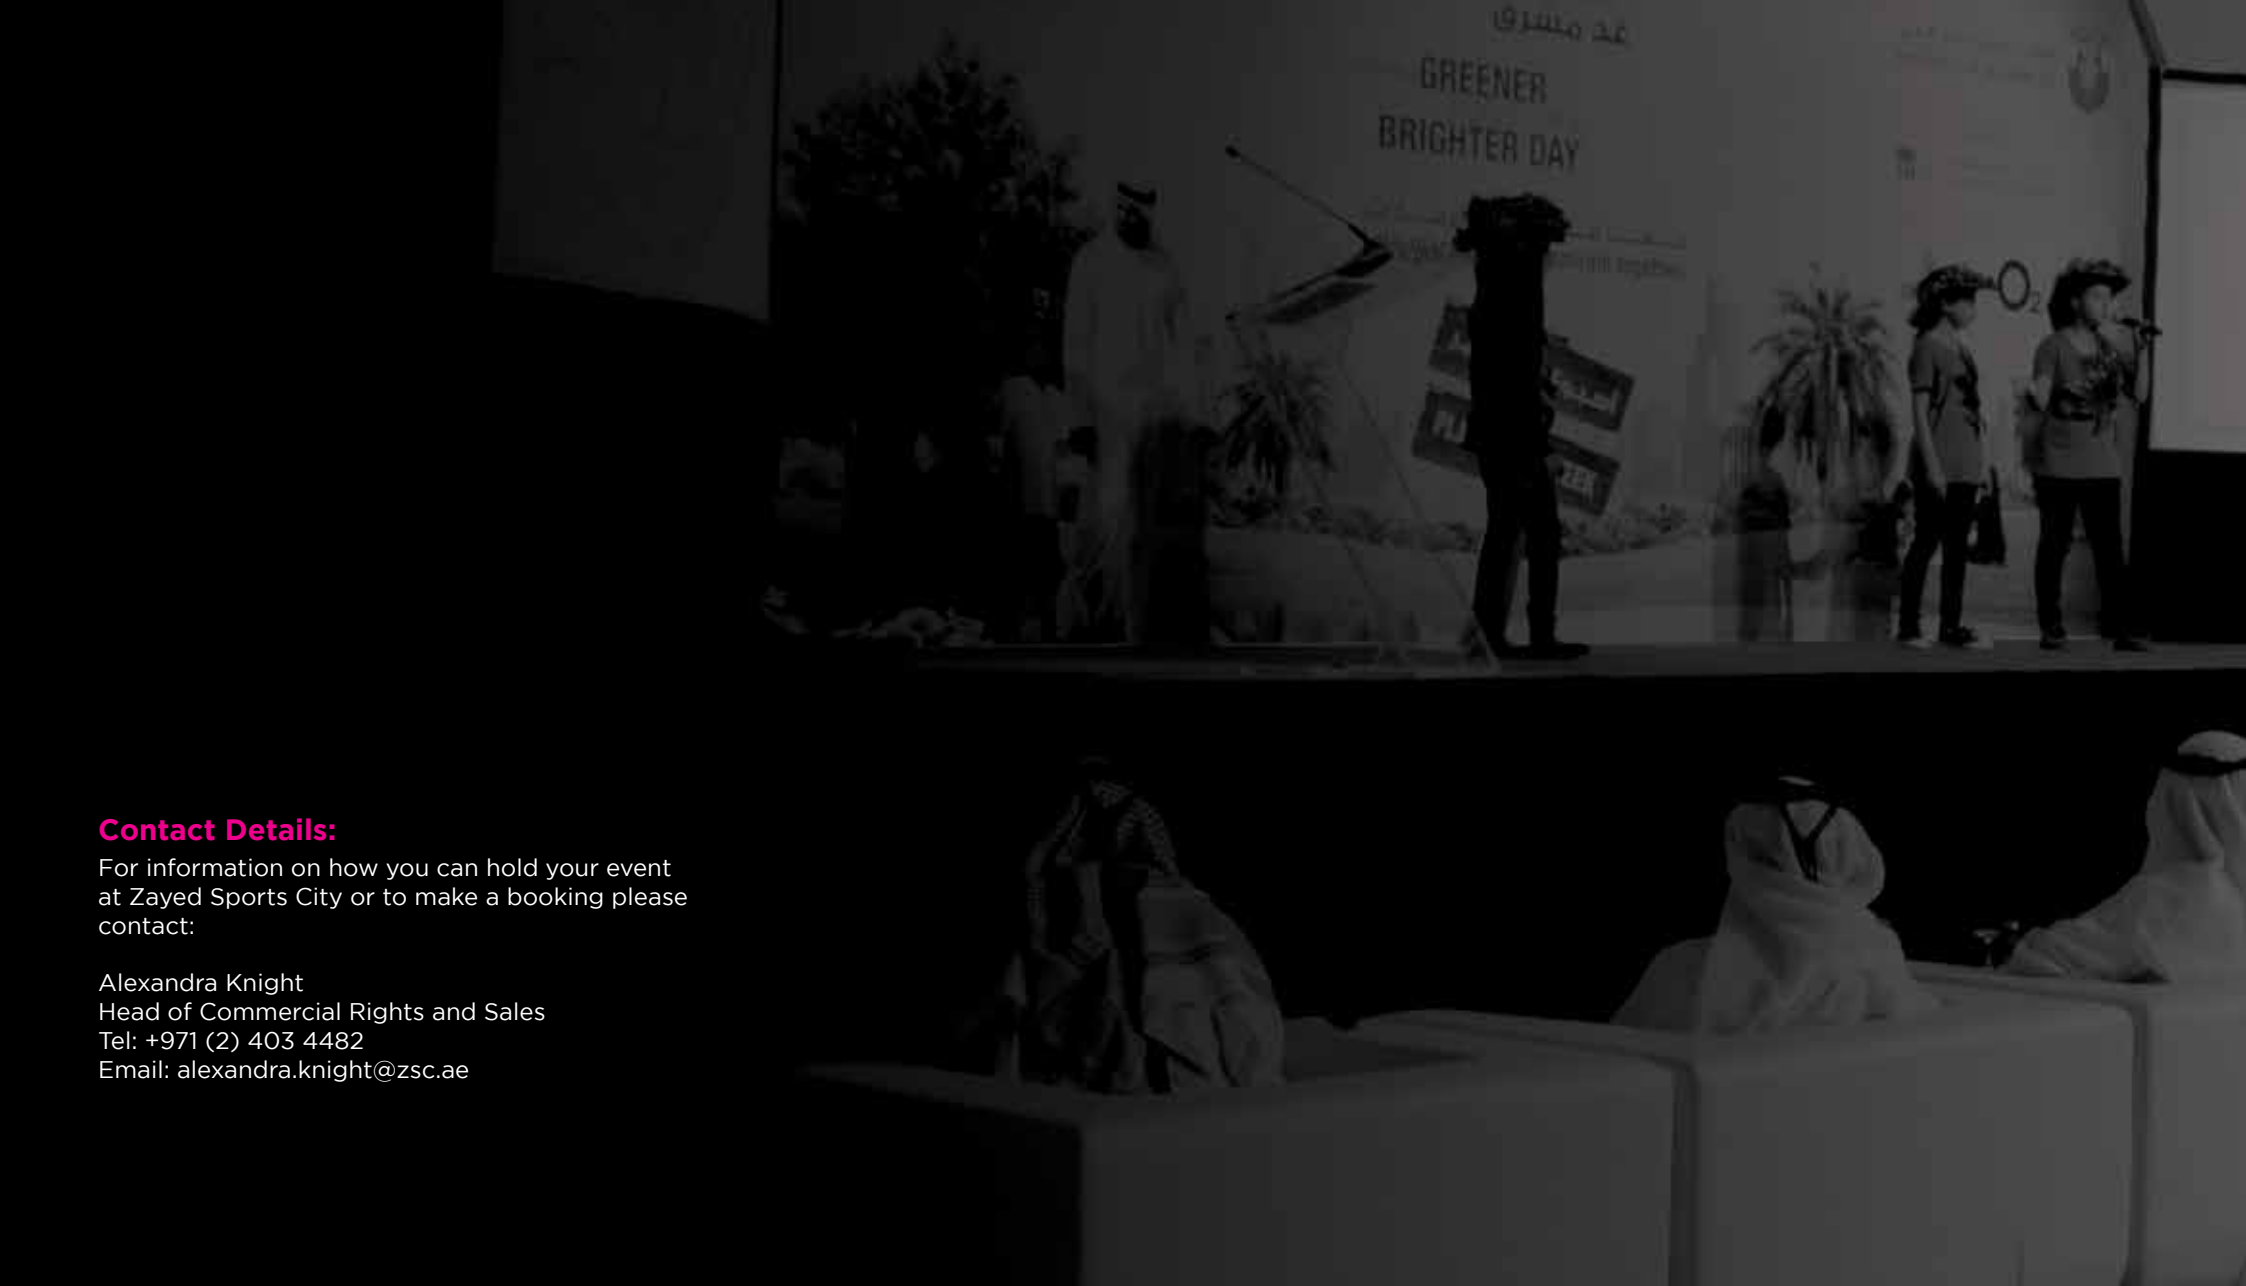 غد مشرق
GREENER
BRIGHTER DAY
O2
Contact Details:
For information on how you can hold your event
at Zayed Sports City or to make a booking please
contact:
Alexandra Knight
Head of Commercial Rights and Sales
Tel: +971 (2) 403 4482
Email: alexandra.knight@zsc.ae